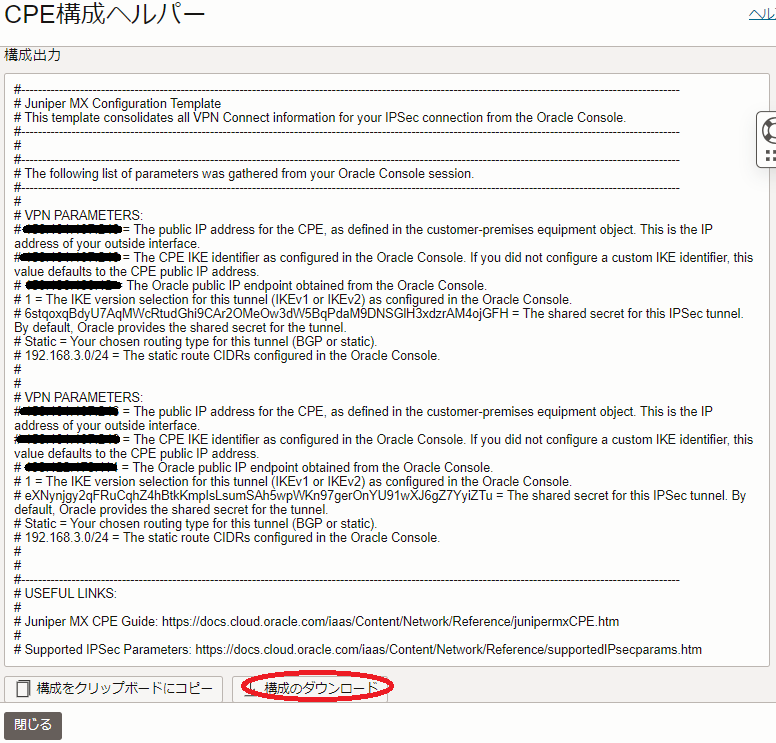 CPE構成ヘルパー
ヘル
構成出力
#------------------------------------------------------------
# Juniper MX Configuration Template
# This template consolidates all VPN Connect information for your IPSec connection from the Oracle Console.
#------------------------------------------------------------
#
#------------------------------------------------------------
# The following list of parameters was gathered from your Oracle Console session.
#------------------------------------------------------------
#
# VPN PARAMETERS:
# = The public IP address for the CPE, as defined in the customer-premises equipment object. This is the IP
address of your outside interface.
# = The CPE IKE identifier as configured in the Oracle Console. If you did not configure a custom IKE identifier, this
value defaults to the CPE public IP address.
# = The Oracle public IP endpoint obtained from the Oracle Console.
# 1 = The IKE version selection for this tunnel (IKEv1 or IKEv2) as configured in the Oracle Console.
# 6stqoxqBdyU7AqMWcRtudGhi9CAr2OMeOw3dW5BqPdaM9DNSGlH3xdzrAM4ojGFH = The shared secret for this IPSec tunnel.
By default, Oracle provides the shared secret for the tunnel.
# Static = Your chosen routing type for this tunnel (BGP or static).
# 192.168.3.0/24 = The static route CIDRs configured in the Oracle Console.
#
#
# VPN PARAMETERS:
# = The public IP address for the CPE, as defined in the customer-premises equipment object. This is the IP
address of your outside interface.
# = The CPE IKE identifier as configured in the Oracle Console. If you did not configure a custom IKE identifier, this
value defaults to the CPE public IP address.
# = The Oracle public IP endpoint obtained from the Oracle Console.
# 1 = The IKE version selection for this tunnel (IKEv1 or IKEv2) as configured in the Oracle Console.
# eXNynjgy2qFRuCqhZ4hBtkKmplsLsumSAh5wpWKn97gerOnYU91wXJ6gZ7YyiZTu = The shared secret for this IPSec tunnel. By
default, Oracle provides the shared secret for the tunnel.
# Static = Your chosen routing type for this tunnel (BGP or static).
# 192.168.3.0/24 = The static route CIDRs configured in the Oracle Console.
#
#
#------------------------------------------------------------
# USEFUL LINKS:
#
# Juniper MX CPE Guide: https://docs.cloud.oracle.com/iaas/Content/Network/Reference/junipermxCPE.htm
#
# Supported IPSec Parameters: https://docs.cloud.oracle.com/iaas/Content/Network/Reference/supportedIPsecparams.htm
構成をクリップボードにコピー
構成のダウンロード
閉じる